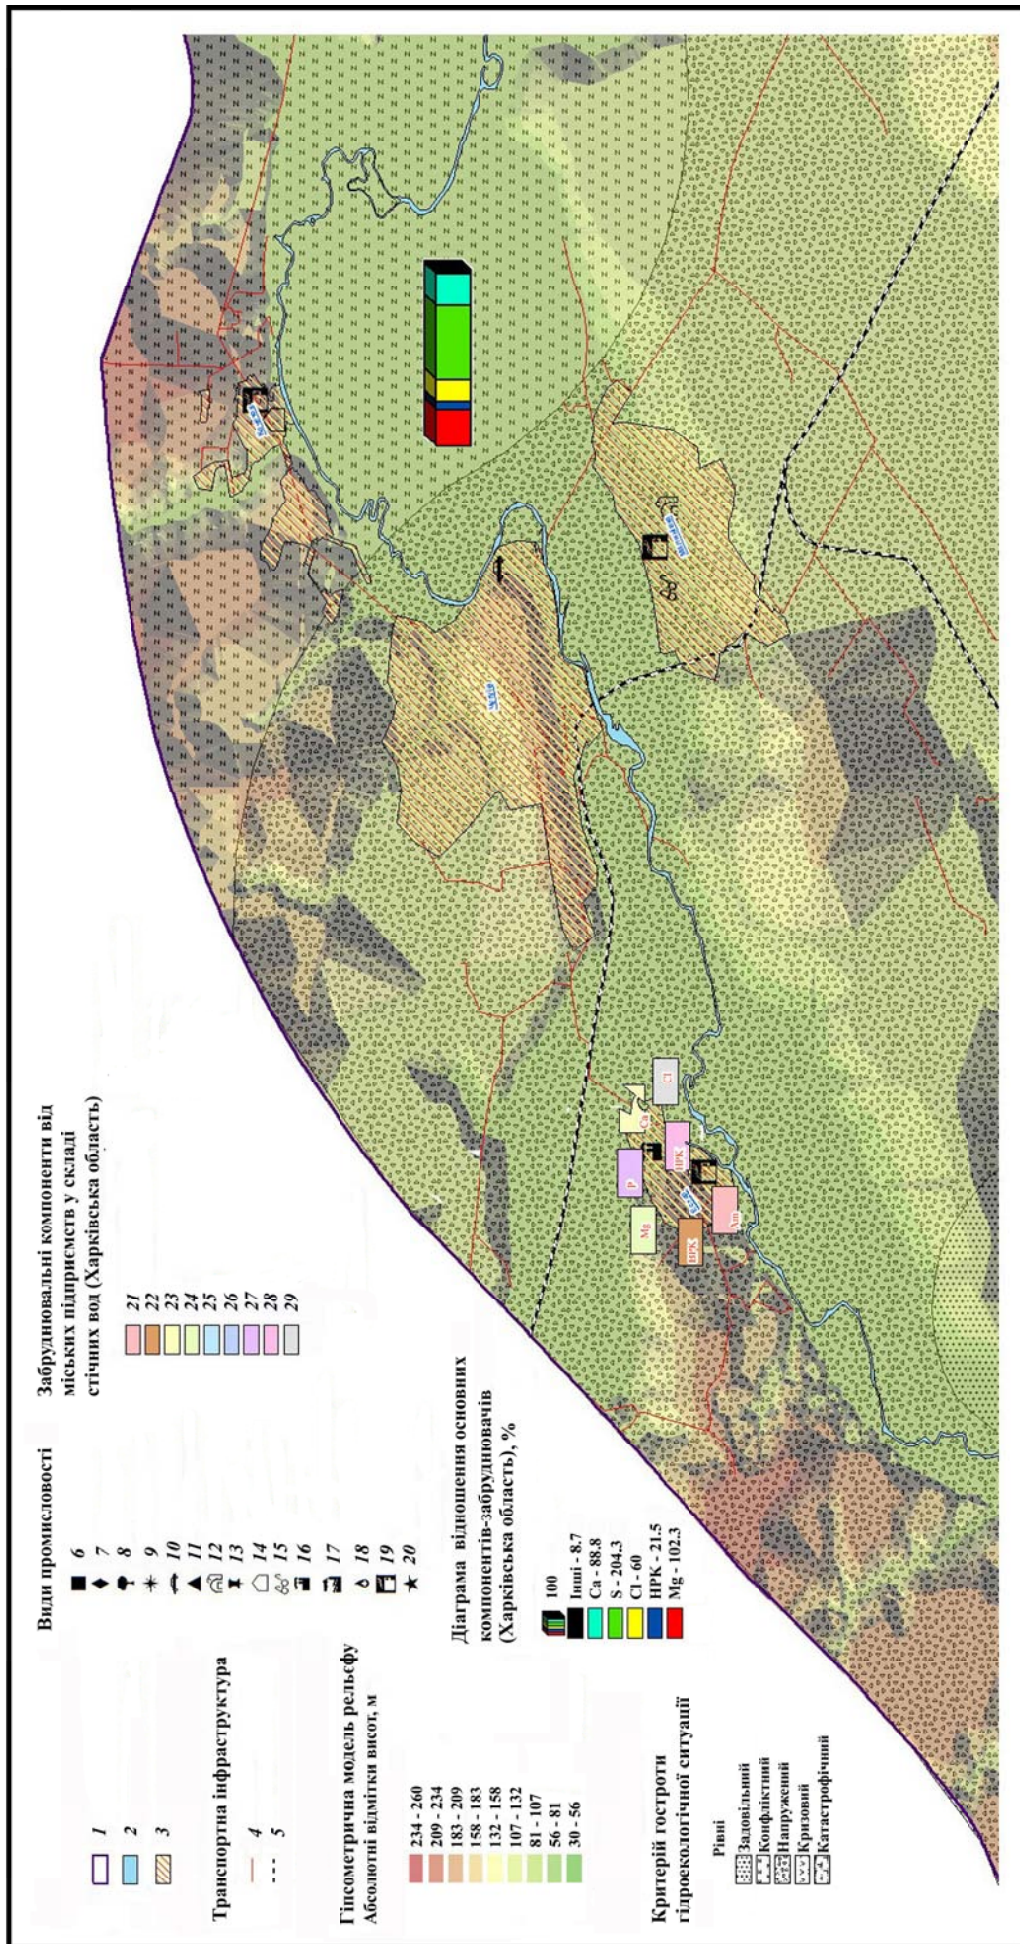 Забруднювальні компоненти від
міських підприємств у складі
стічних вод (Харківська область)
21
22
23
24
25
26
27
28
29
Види промисловості
6
7
8
9
10
11
12
13
14
15
16
17
18
19
20
Діаграма відношення основних
компонентів-забруднювачів
(Харківська область), %
100
Інші - 8.7
Ca - 88.8
S - 204.3
Cl - 60
НРК - 21.5
Mg - 102.3
1
2
3
Транспортна інфраструктура
4
5
Гіпсометрична модель рельєфу
Абсолютні відмітки висот, м
234 - 260
209 - 234
183 - 209
158 - 183
132 - 158
107 - 132
81 - 107
56 - 81
30 - 56
Критерій гостроти
гідроекологічної ситуації
Рівні
Задовільний
Конфліктний
Напружений
Кризовий
Катастрофічний
Cl
Ca
P
НРК
Mg